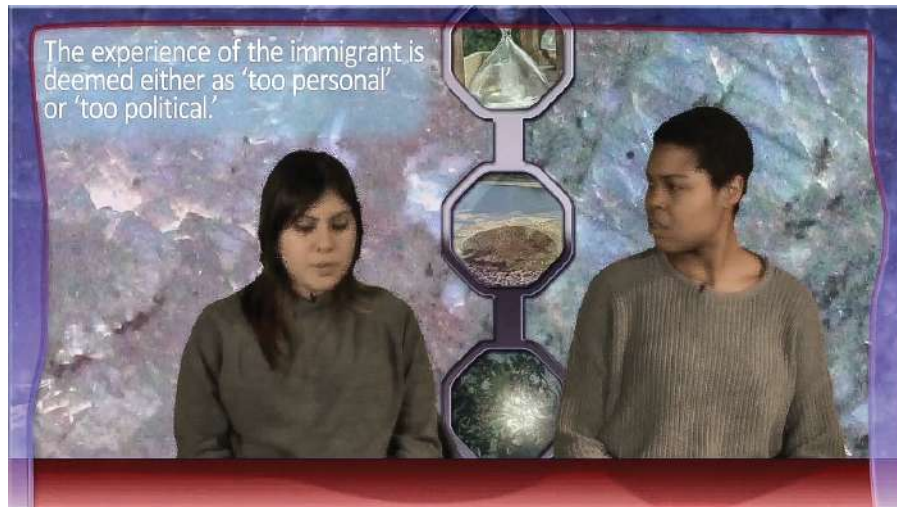 The experience of the immigrant is
deemed either as ‘too personal’
or ‘too political.’